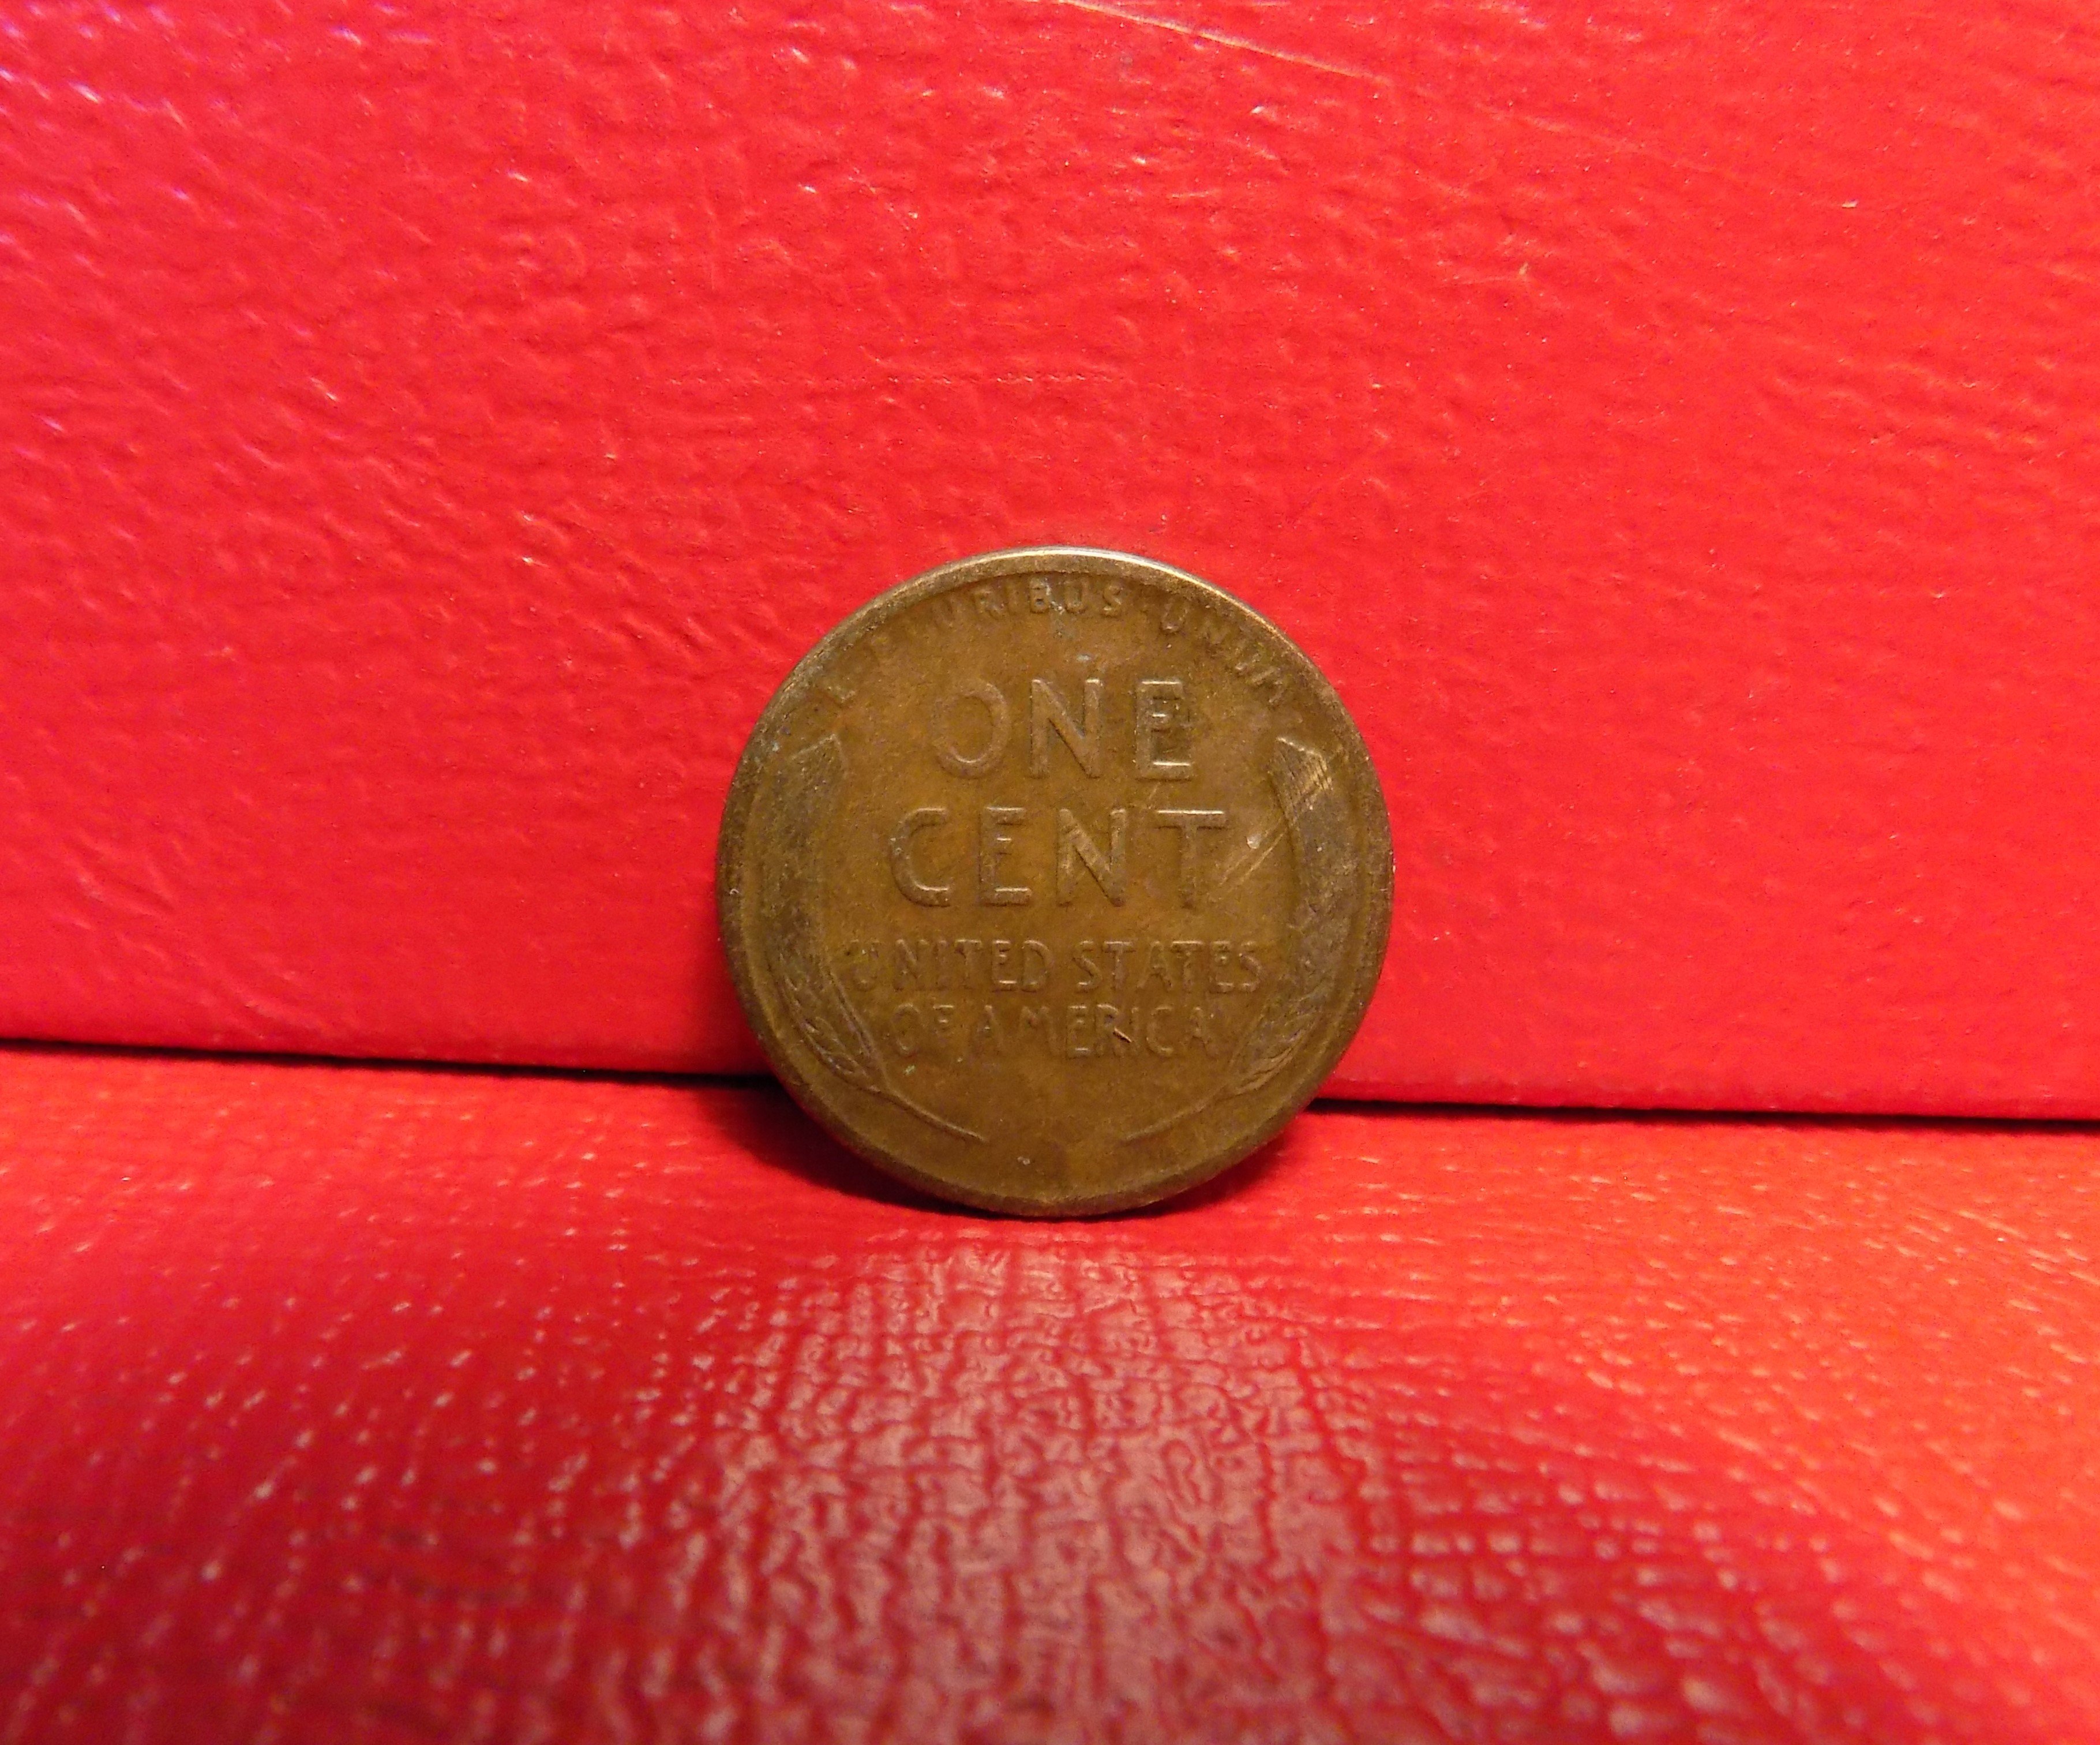 E PLURIBUS · UNUM
ONE
CENT
UNITED STATES
OF AMERICA